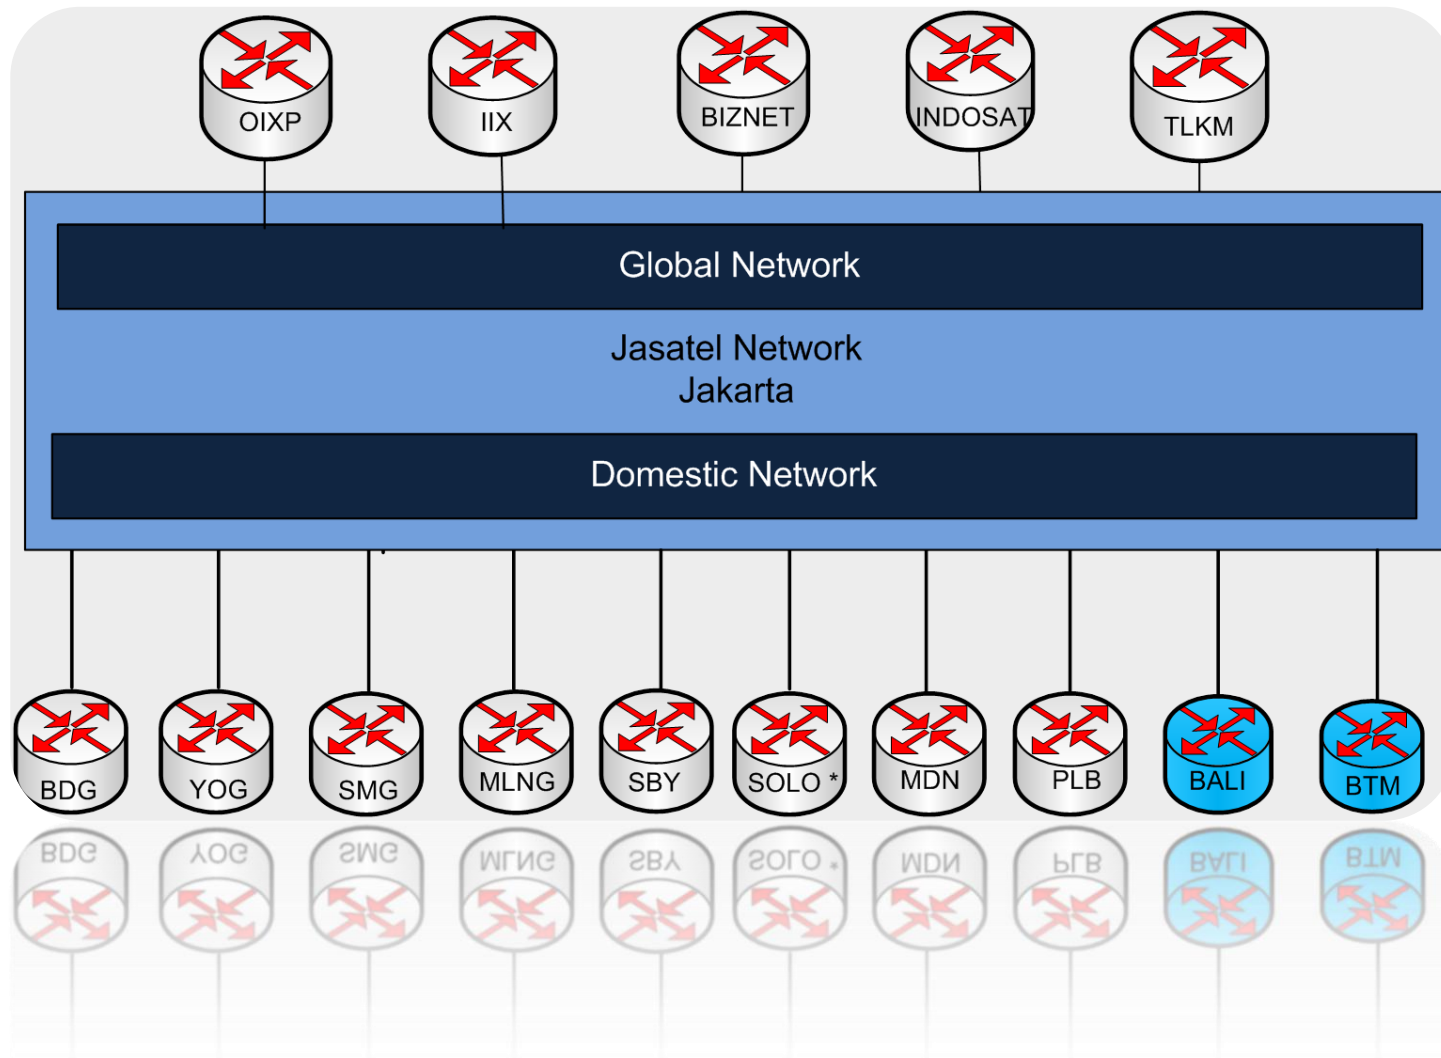 OIXP
IIX
BIZNET
INDOSAT
TLKM
Global Network
Jasatel Network
Jakarta
Domestic Network
BDG
YOG
SMG
MLNG
SBY
SOLO *
MDN
PLB
BALI
BTM